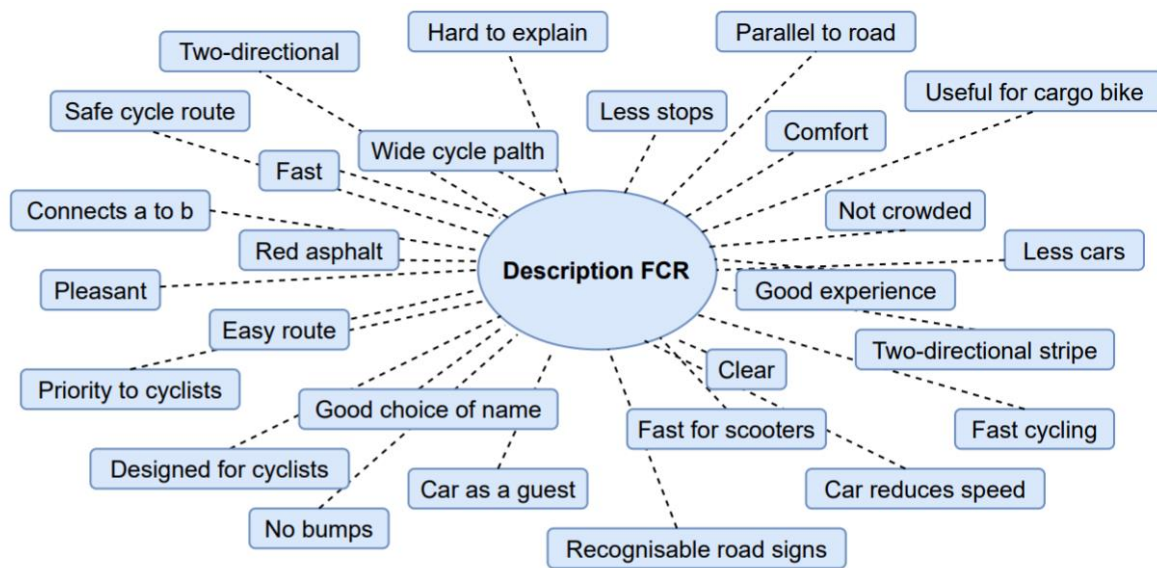 Hard to explain
Parallel to road
Two-directional
Useful for cargo bike
Safe cycle route
Less stops
Comfort
Wide cycle palth
Fast
Connects a to b
Not crowded
Red asphalt
Less cars
Description FCR
Pleasant
Good experience
Easy route
Two-directional stripe
Clear
Priority to cyclists
Good choice of name
Fast for scooters
Fast cycling
Designed for cyclists
Car as a guest
Car reduces speed
No bumps
Recognisable road signs